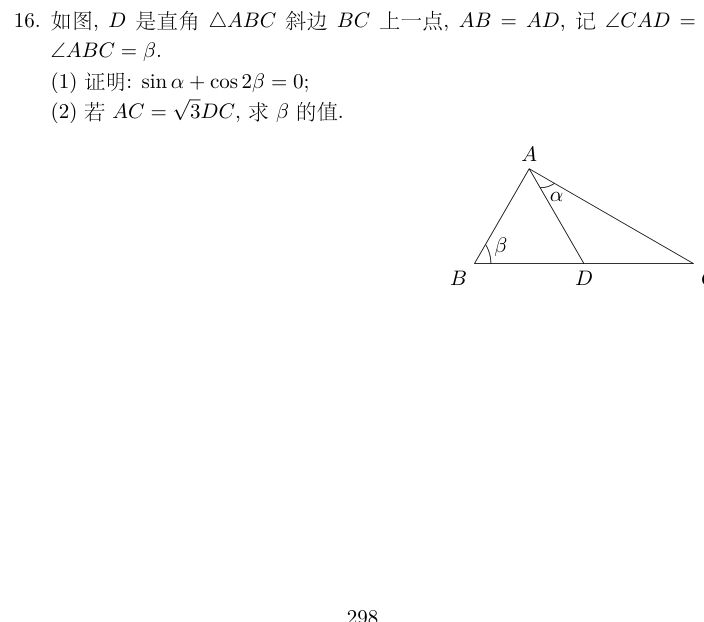 16. 如图, D 是直角 △ABC 斜边 BC 上一点, AB = AD, 记 ∠CAD =
∠ABC = β.
(1) 证明: sin α + cos 2β = 0;
(2) 若 AC = √3DC, 求 β 的值.
A
α
β
B
D
298